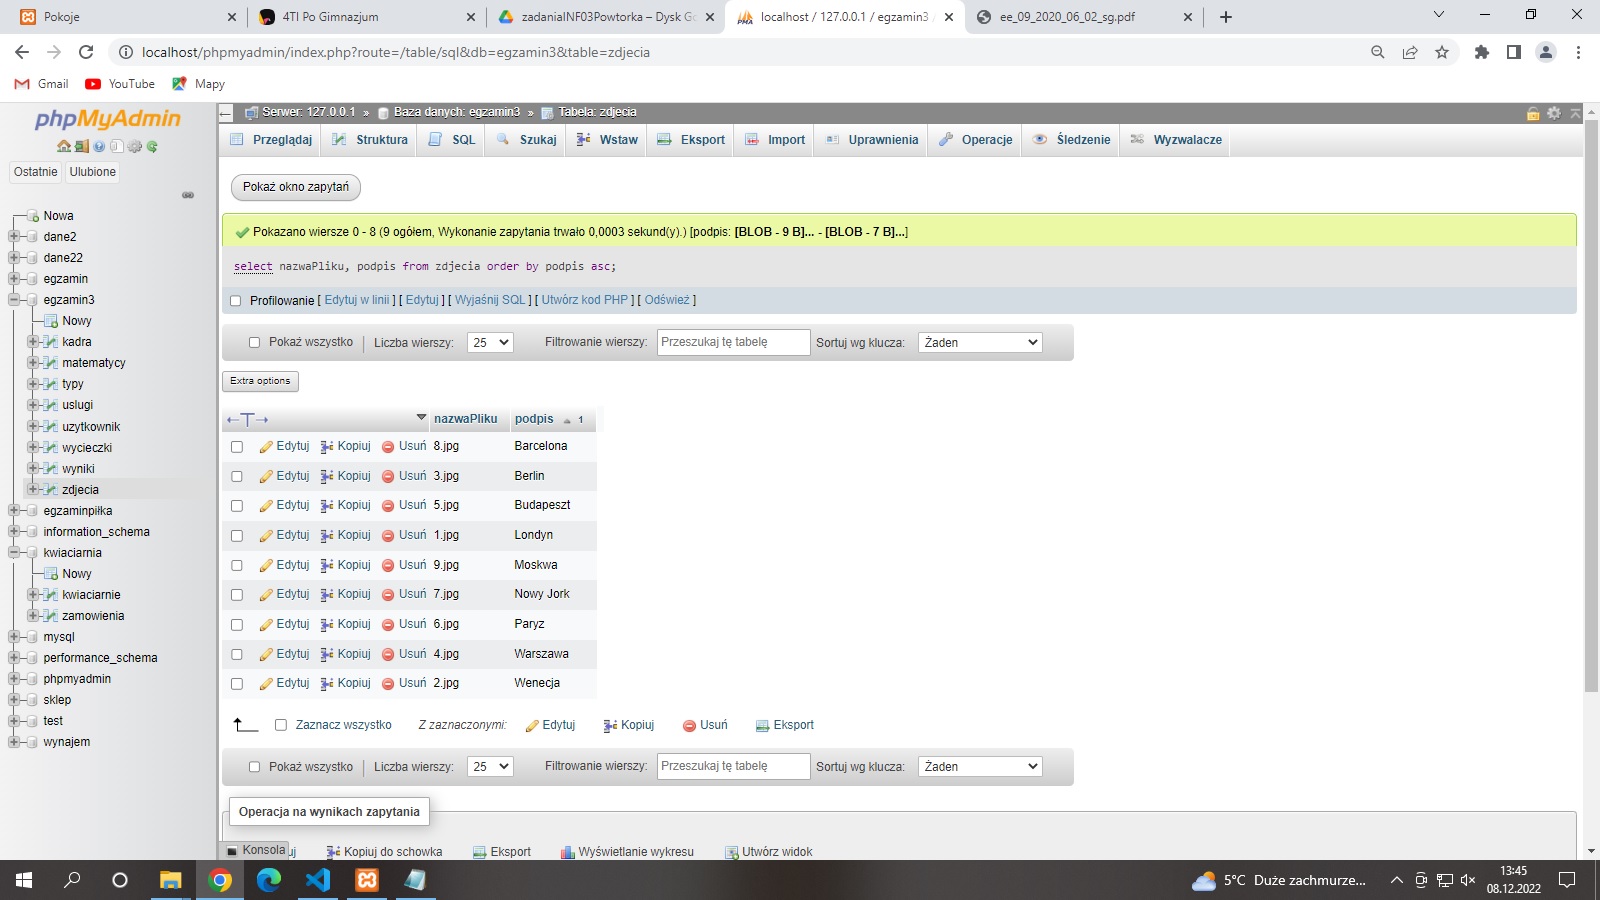 Pokoje
4TI Po Gimnazjum
zadaniaINF03Powtorka – Dysk Go
localhost / 127.0.0.1 / egzamin3 /
ee_09_2020_06_02_sg.pdf
localhost/phpmyadmin/index.php?route=/table/sql&db=egzamin3&table=zdjecia
Gmail
YouTube
Mapy
phpMyAdmin
Ostatnie
Ulubione
Nowa
dane2
dane22
egzamin
egzamin3
Nowy
kadra
matematycy
typy
uslugi
uzytkownik
wycieczki
wyniki
zdjecia
egzaminpiłka
information_schema
kwiaciarnia
Nowy
kwiaciarnie
zamowienia
mysql
performance_schema
phpmyadmin
sklep
test
wynajem
Serwer: 127.0.0.1 » Baza danych: egzamin3 » Tabela: zdjecia
Przeglądaj Struktura SQL Szukaj Wstaw Eksport Import Uprawnienia Operacje Śledzenie Wyzwalacze
Pokaż okno zapytań
Pokazano wiersze 0 - 8 (9 ogółem, Wykonanie zapytania trwało 0,0003 sekund(y).) [podpis: [BLOB - 9 B]... - [BLOB - 7 B]...]
select nazwaPliku, podpis from zdjecia order by podpis asc;
Profilowanie [ Edytuj w linii ] [ Edytuj ] [ Wyjaśnij SQL ] [ Utwórz kod PHP ] [ Odśwież ]
Pokaż wszystko | Liczba wierszy: 25 Filtrowanie wierszy: Przeszukaj tę tabelę Sortuj wg klucza: Żaden
Extra options
←T→ nazwaPliku podpis 1
Edytuj Kopiuj Usuń 8.jpg Barcelona
Edytuj Kopiuj Usuń 3.jpg Berlin
Edytuj Kopiuj Usuń 5.jpg Budapeszt
Edytuj Kopiuj Usuń 1.jpg Londyn
Edytuj Kopiuj Usuń 9.jpg Moskwa
Edytuj Kopiuj Usuń 7.jpg Nowy Jork
Edytuj Kopiuj Usuń 6.jpg Paryz
Edytuj Kopiuj Usuń 4.jpg Warszawa
Edytuj Kopiuj Usuń 2.jpg Wenecja
Zaznacz wszystko Z zaznaczonymi: Edytuj Kopiuj Usuń Eksport
Pokaż wszystko | Liczba wierszy: 25 Filtrowanie wierszy: Przeszukaj tę tabelę Sortuj wg klucza: Żaden
Operacja na wynikach zapytania
Konsola uj Kopiuj do schowka Eksport Wyświetlanie wykresu Utwórz widok
5°C Duże zachmurze...
13:45
08.12.2022